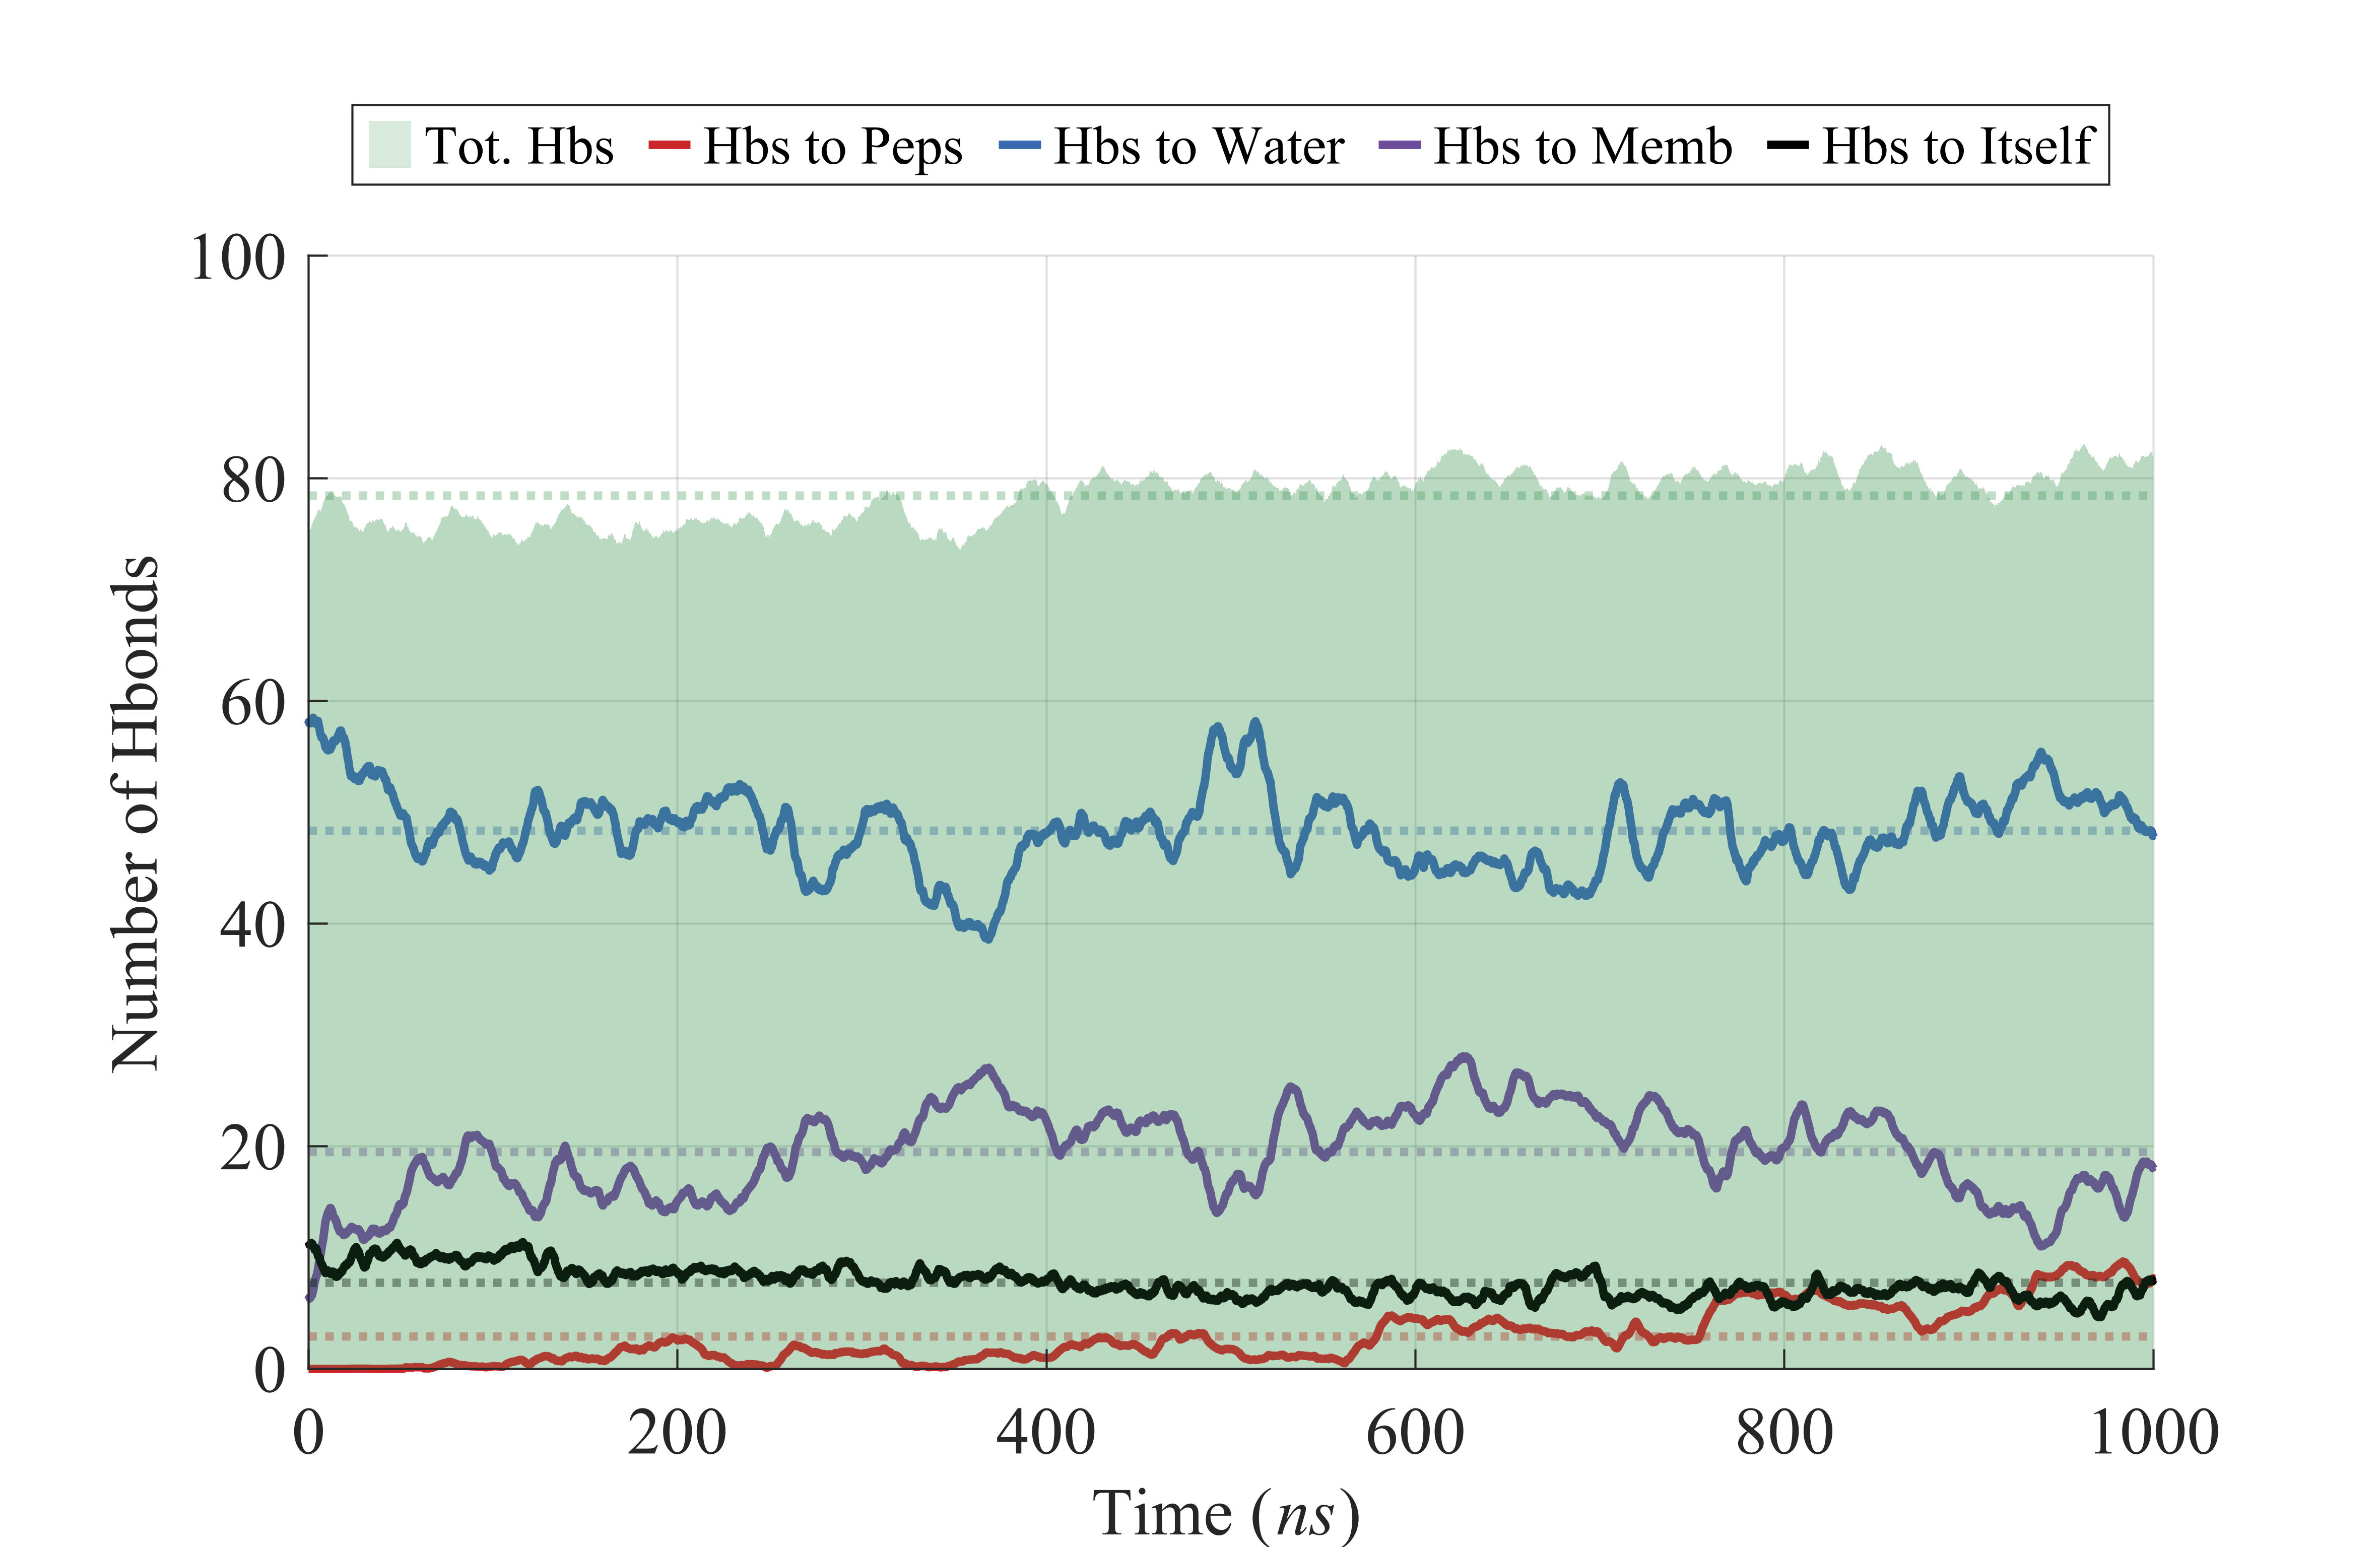 Tot. Hbs Hbs to Peps Hbs to Water Hbs to Memb Hbs to Itself
100
80
60
40
20
0
Number of Hbonds
0 200 400 600 800 1000
Time (ns)